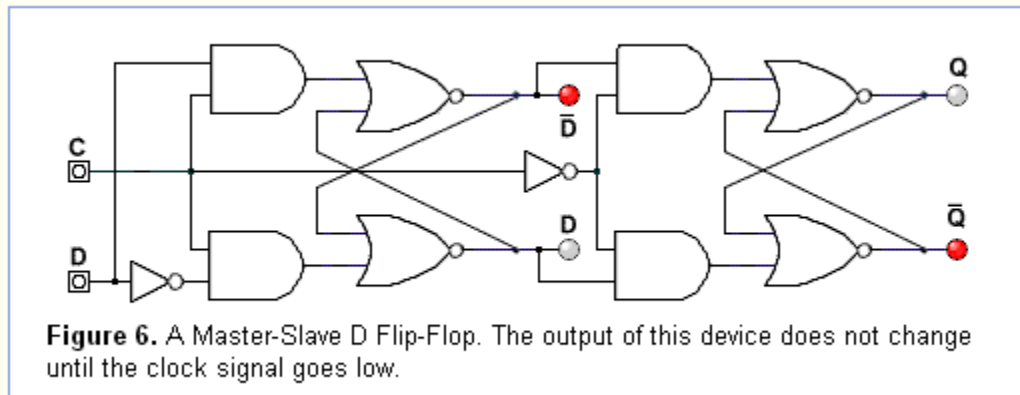 Q
C
D̅
D
D
Q̅
Figure 6. A Master-Slave D Flip-Flop. The output of this device does not change
until the clock signal goes low.